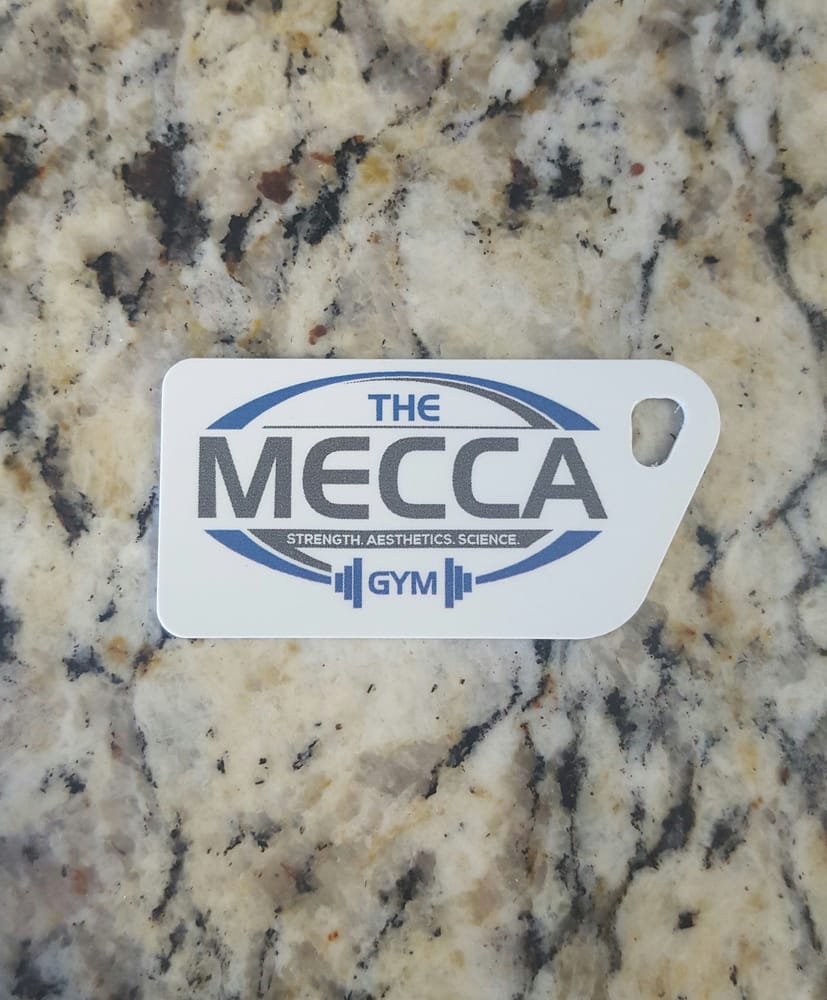 THE
MECCA
STRENGTH. AESTHETICS. SCIENCE.
GYM